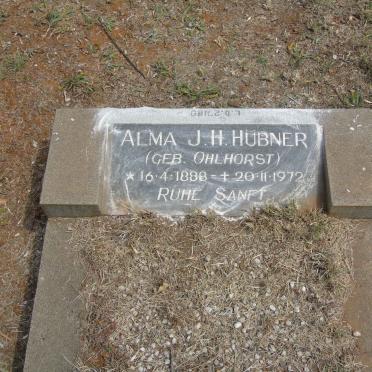 ALMA J. H. HÜBNER
(GEB. OHLHORST)
* 16·4·1888 - + 20·11·1972
RUHE SANFT